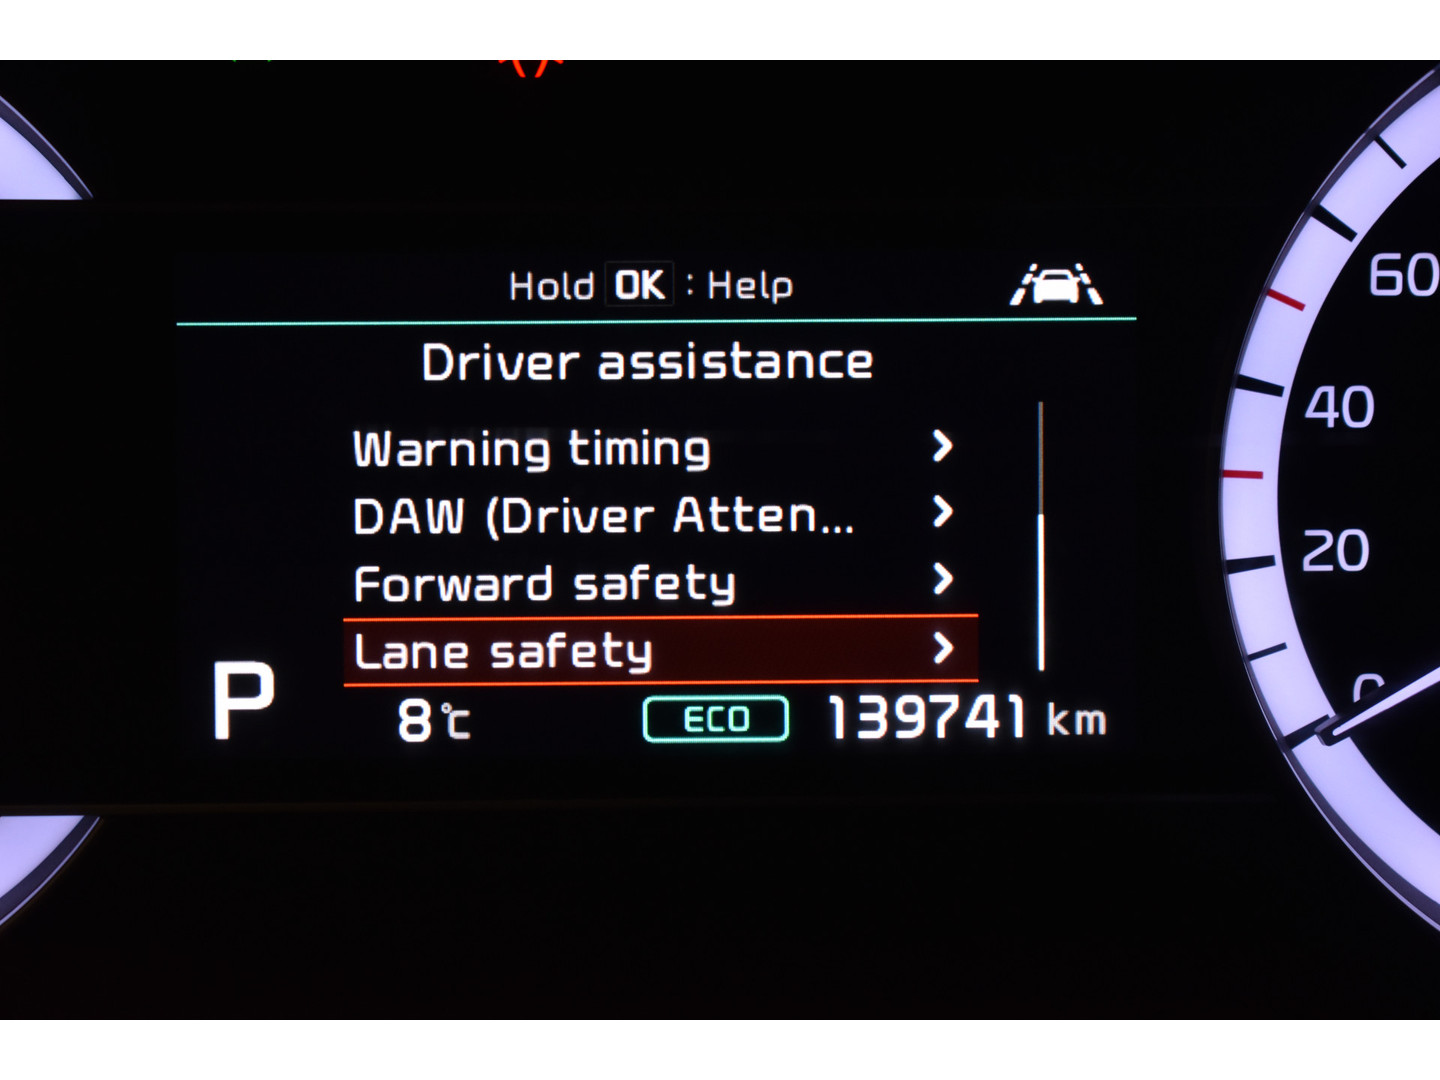 Hold OK : Help
Driver assistance
Warning timing
DAW (Driver Atten...
Forward safety
Lane safety
P
8°C
ECO
139741 km
60
40
20
0